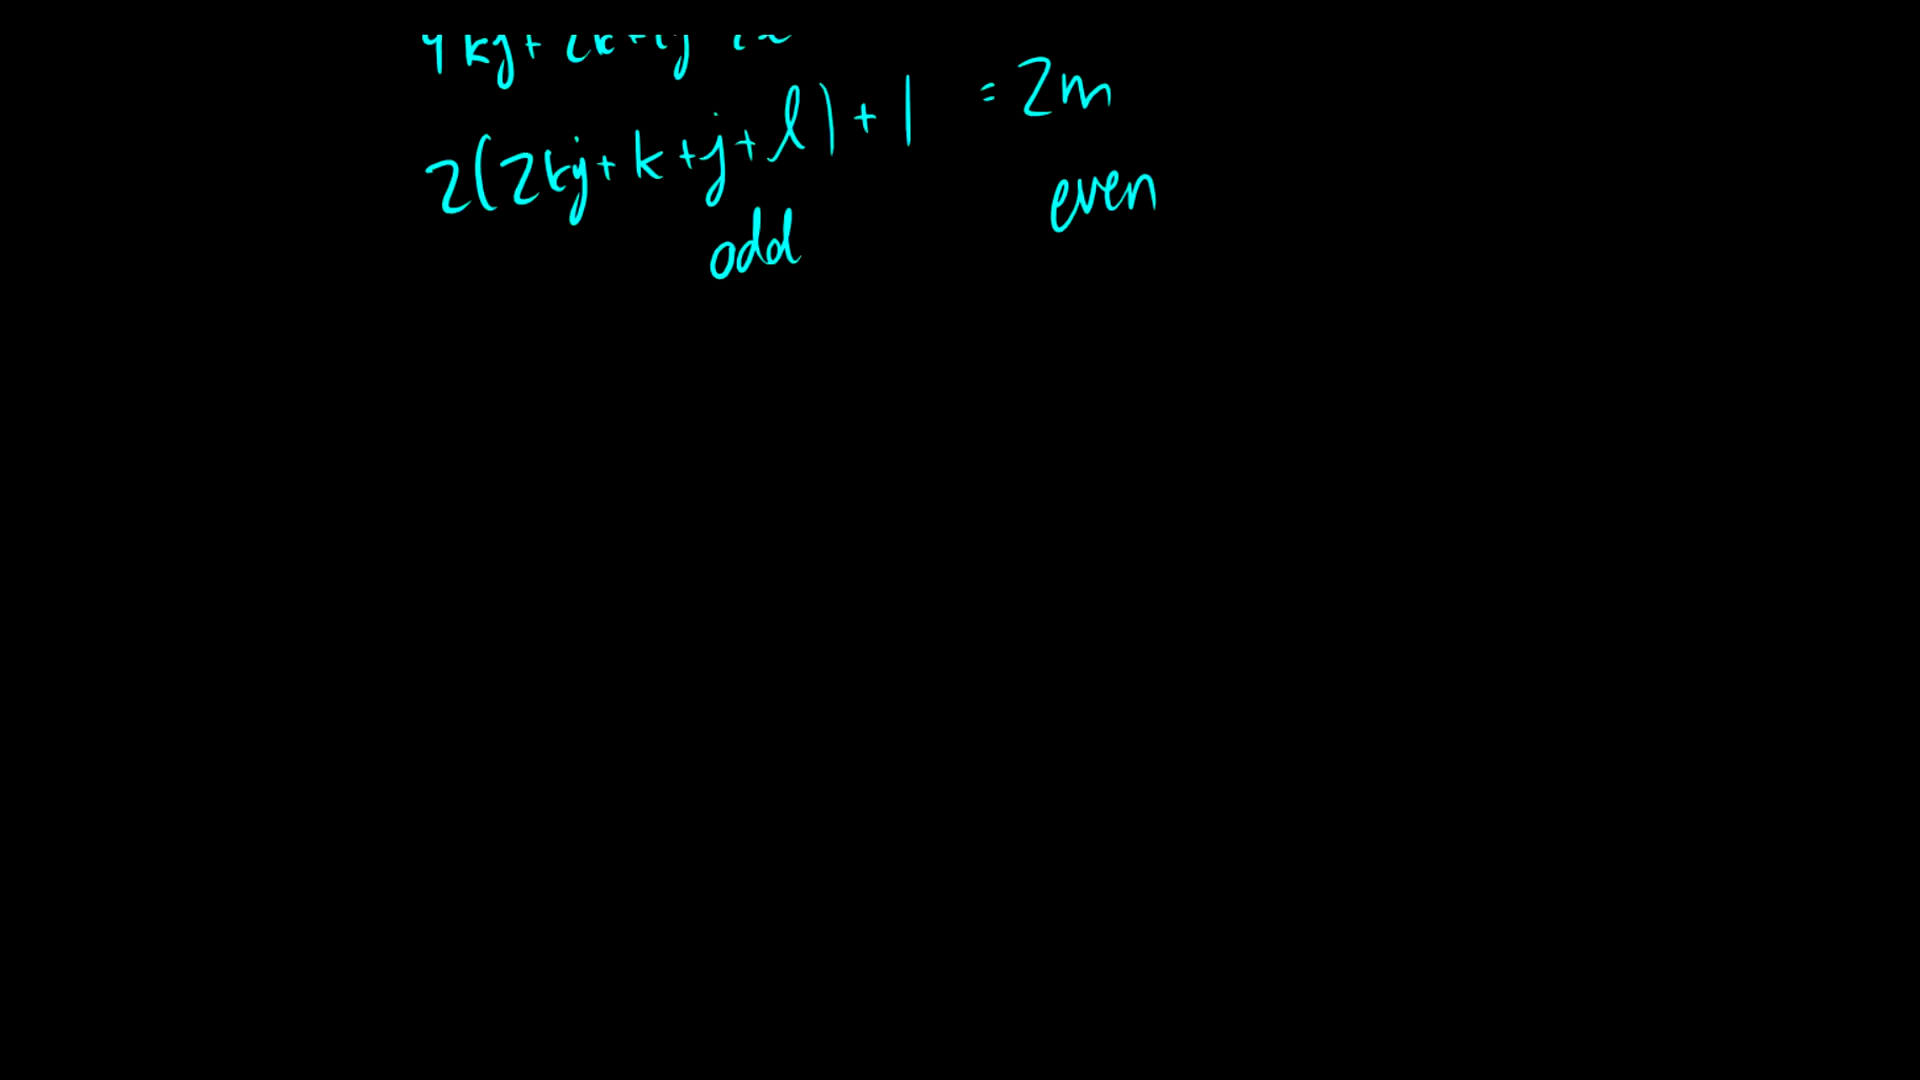 2(2kj+k+j+l)+1 = 2m
odd even